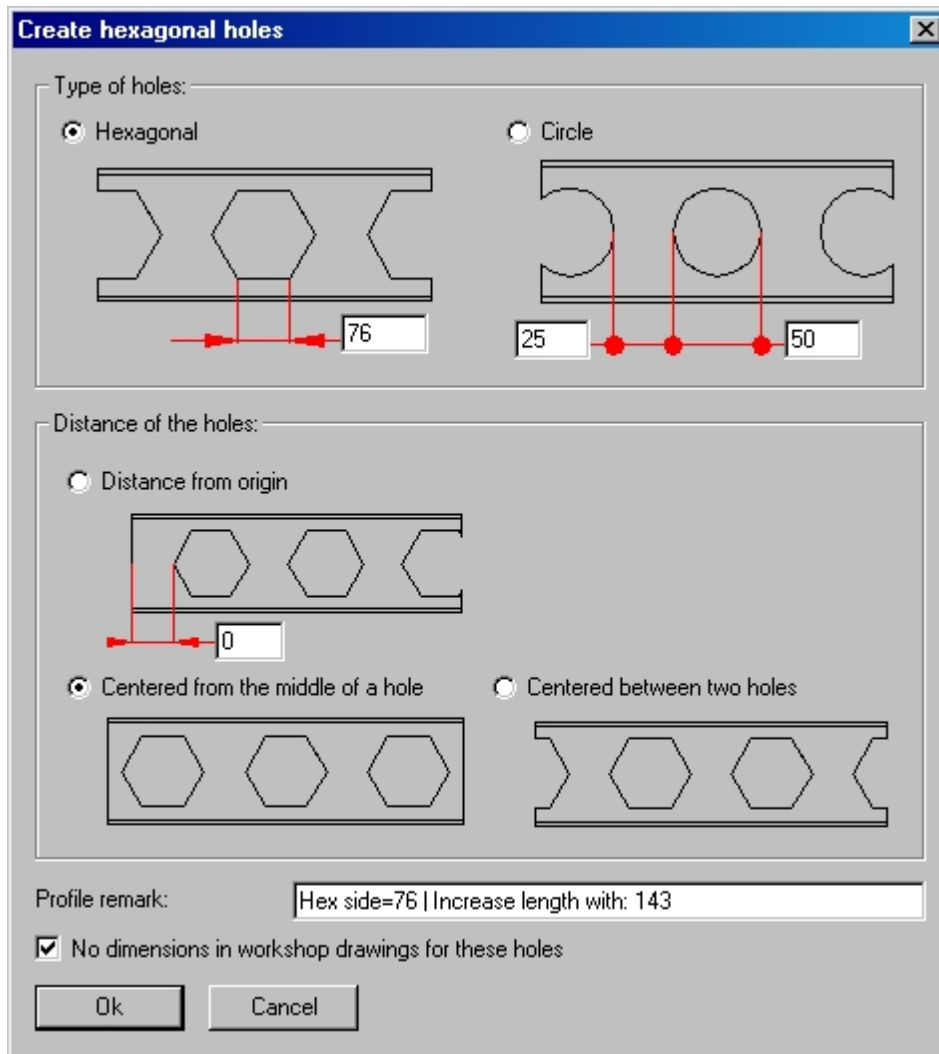 Create hexagonal holes
Type of holes:
Hexagonal
Circle
76
25
50
Distance of the holes:
Distance from origin
0
Centered from the middle of a hole
Centered between two holes
Profile remark:
Hex side=76 | Increase length with: 143
No dimensions in workshop drawings for these holes
Ok
Cancel